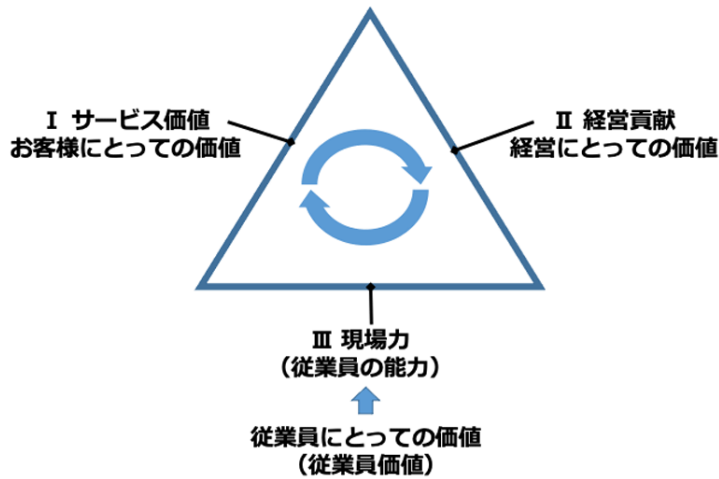 Ⅰ サービス価値
お客様にとっての価値
Ⅱ 経営貢献
経営にとっての価値
Ⅲ 現場力
（従業員の能力）
従業員にとっての価値
（従業員価値）